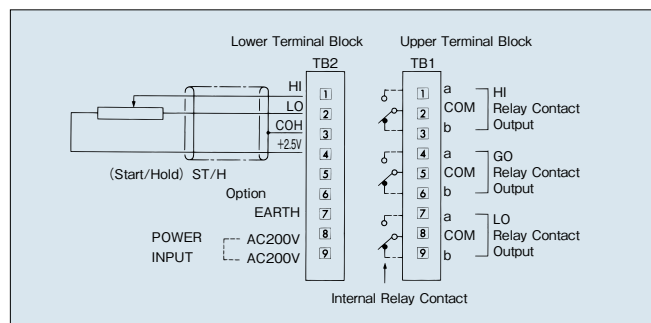 Lower Terminal Block
TB2
HI
LO
COH
+2.5V
(Start/Hold) ST/H
Option
EARTH
POWER
INPUT
AC200V
AC200V
1
2
3
4
5
6
7
8
9
Upper Terminal Block
TB1
1
2
3
4
5
6
7
8
9
a
COM
b
HI
Relay Contact
Output
a
COM
b
GO
Relay Contact
Output
a
COM
b
LO
Relay Contact
Output
Internal Relay Contact